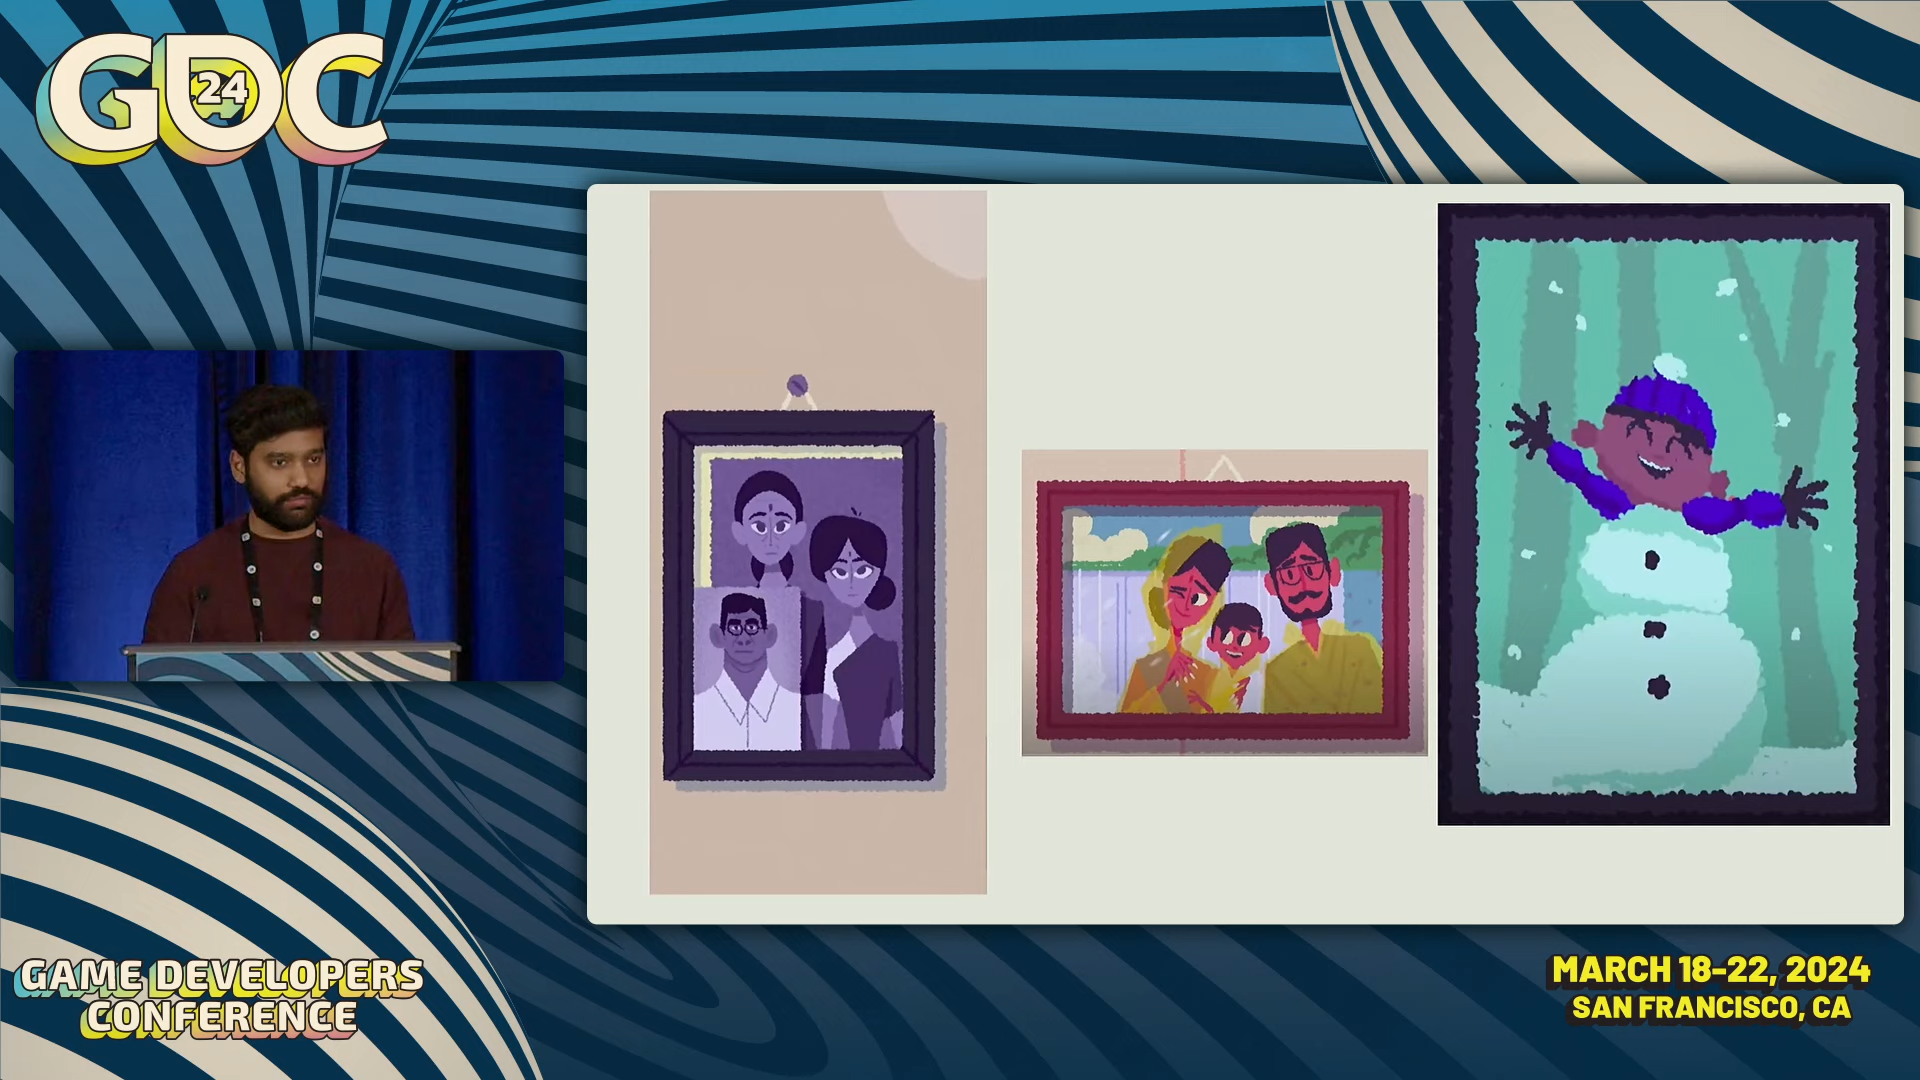 GDC
24
GAME DEVELOPERS
CONFERENCE
MARCH 18-22, 2024
SAN FRANCISCO, CA